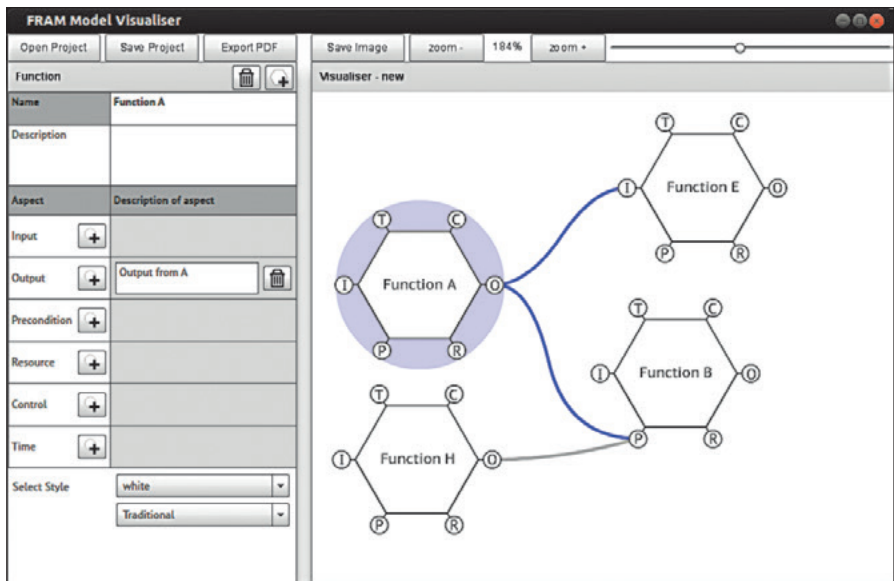 FRAM Model Visualiser
Open Project Save Project Export PDF Save Image zoom - 184% zoom +
Function
Visualiser - new
Name Function A
Description
Aspect Description of aspect
Input
Output Output from A
Precondition
Resource
Control
Time
Select Style white
Traditional
T C
I Function E O
P R
T C
I Function A O
P R
T C
I Function B O
P R
T C
I Function H O
P R